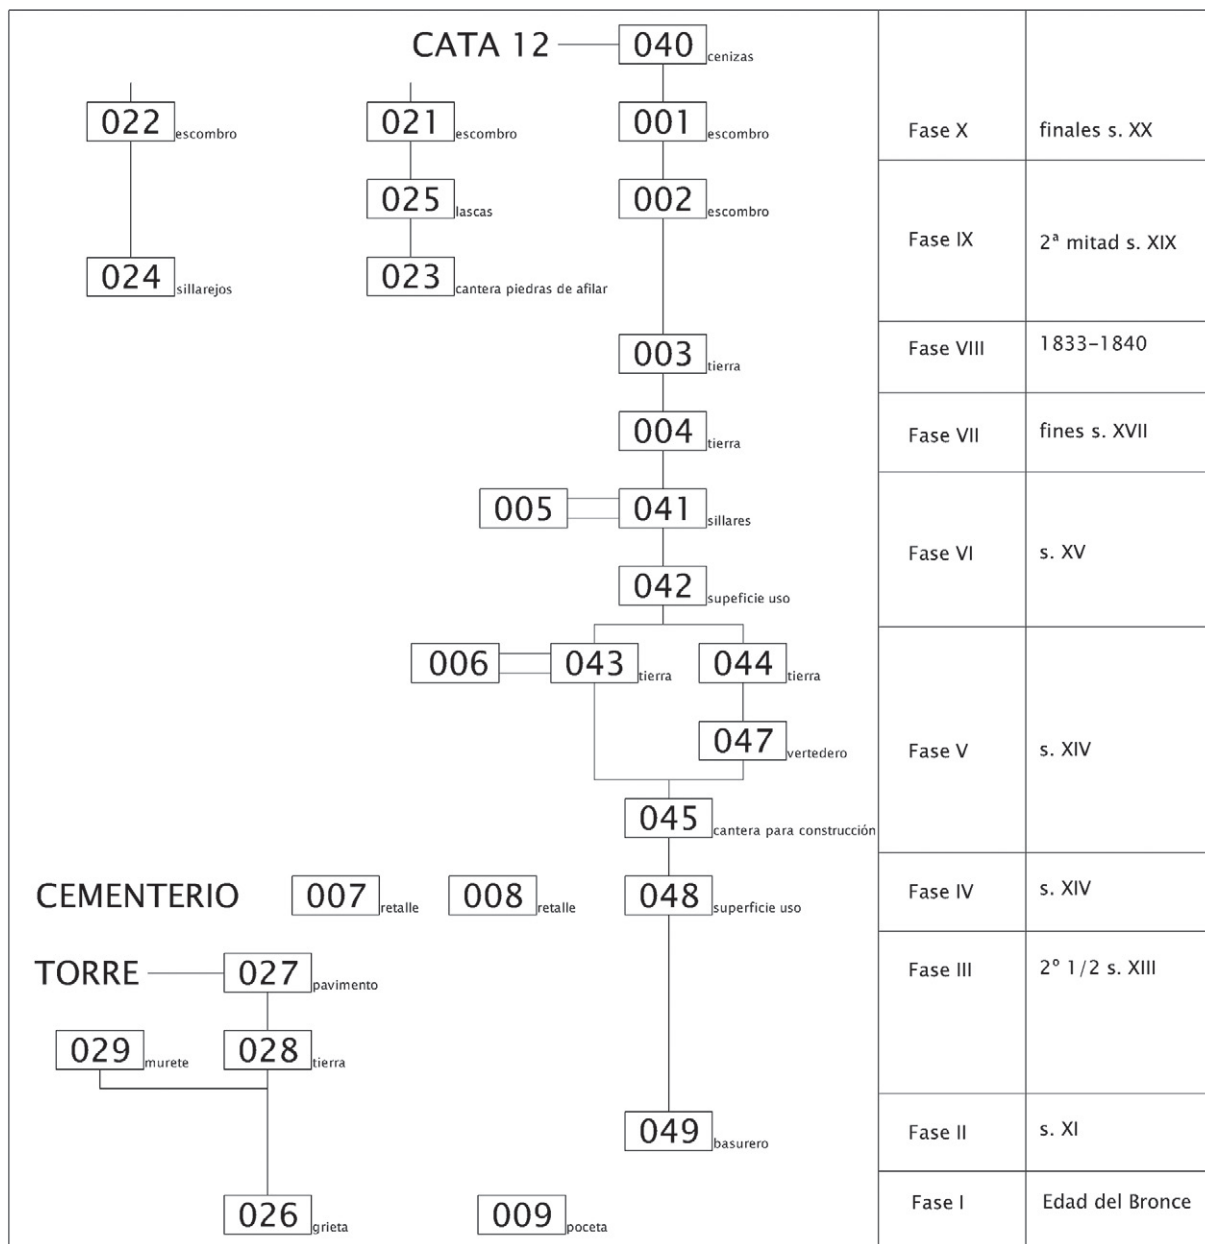 CATA 12 040 cenizas
022 escombro 021 escombro 001 escombro Fase X finales s. XX
025 lascas 002 escombro
Fase IX 2ª mitad s. XIX
024 sillarejos 023 cantera piedras de afilar
003 tierra Fase VIII 1833-1840
004 tierra Fase VII fines s. XVII
005 041 sillares
Fase VI s. XV
042 supeficie uso
006 043 tierra 044 tierra
047 vertedero Fase V s. XIV
045 cantera para construcción
CEMENTERIO 007 retalle 008 retalle 048 superficie uso Fase IV s. XIV
TORRE 027 pavimento Fase III 2º 1/2 s. XIII
029 murete 028 tierra
049 basurero Fase II s. XI
026 grieta 009 poceta Fase I Edad del Bronce